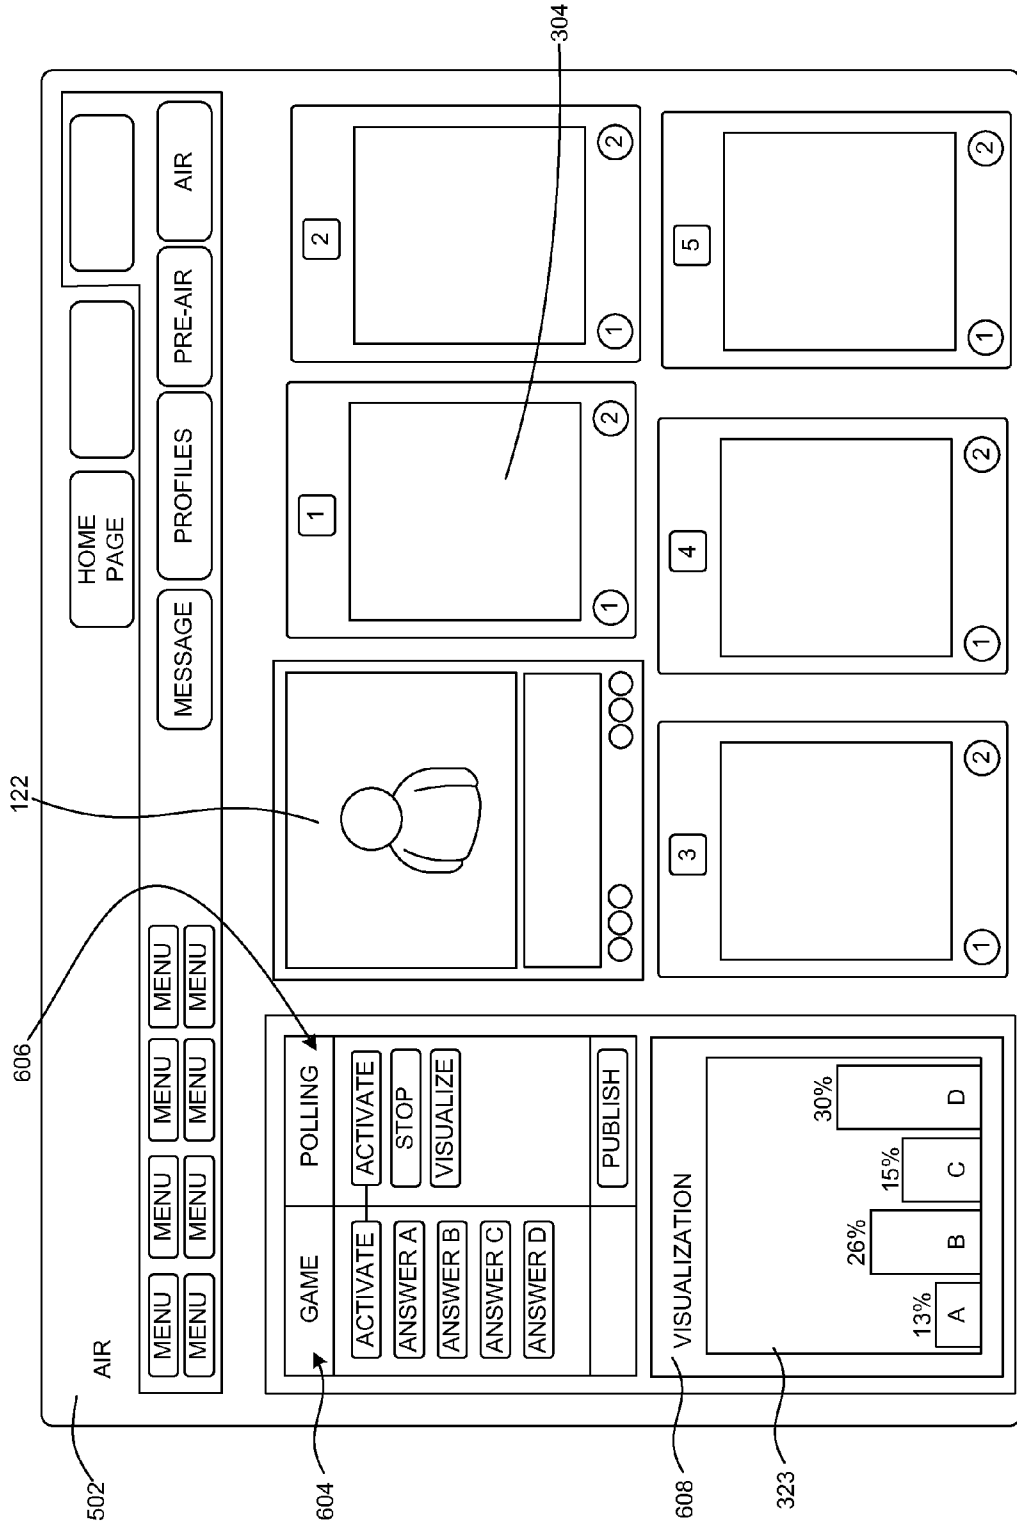 122
304
606
502
AIR
HOME
PAGE
MENU MENU MENU MENU
MENU MENU MENU MENU
MESSAGE PROFILES PRE-AIR AIR
604
GAME POLLING
ACTIVATE ACTIVATE
ANSWER A STOP
ANSWER B VISUALIZE
ANSWER C
ANSWER D
PUBLISH
1
1 2
2
1 2
608
VISUALIZATION
323
13% 26% 15% 30%
A B C D
3
1 2
4
1 2
5
1 2